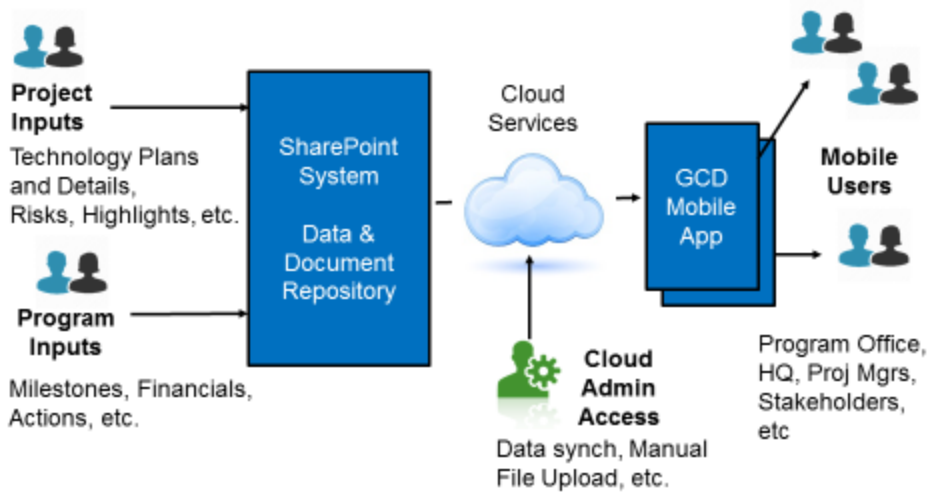 Project
Inputs
Technology Plans
and Details,
Risks, Highlights, etc.
Program
Inputs
Milestones, Financials,
Actions, etc.
SharePoint
System
Data &
Document
Repository
Cloud
Services
Cloud
Admin
Access
Data synch, Manual
File Upload, etc.
GCD
Mobile
App
Mobile
Users
Program Office,
HQ, Proj Mgrs,
Stakeholders,
etc